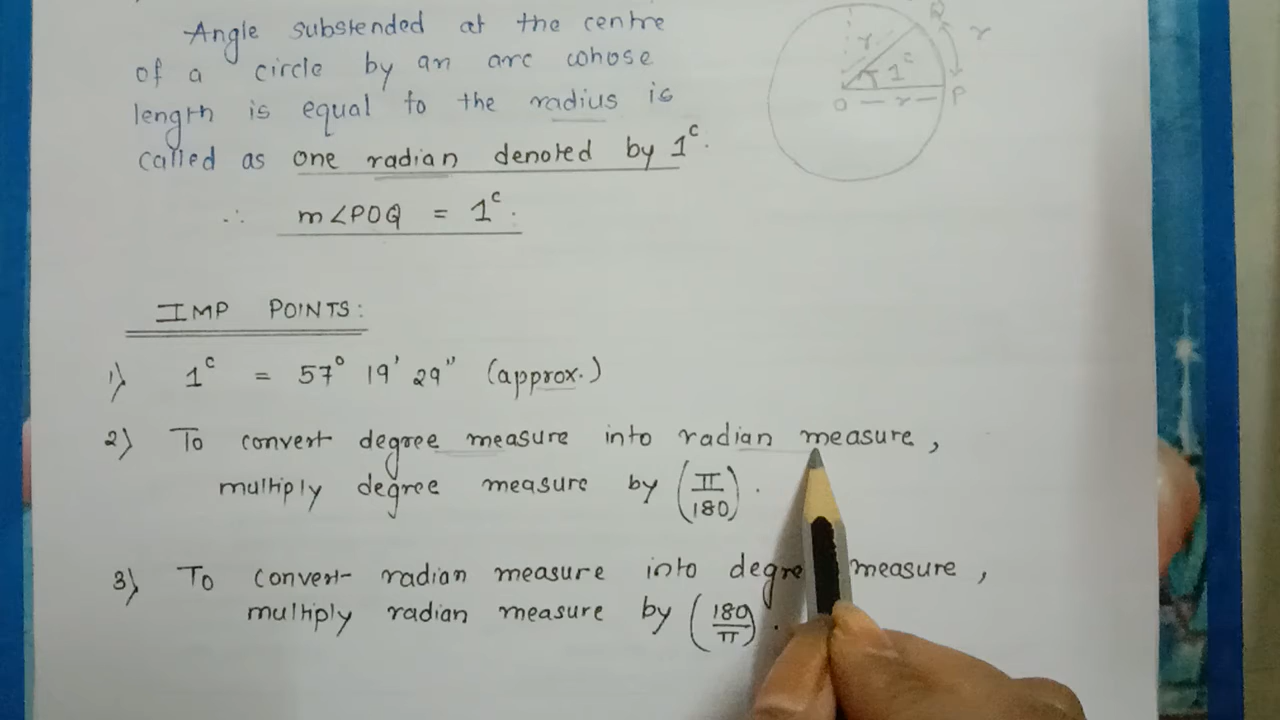 Angle substended at the centre
of a circle by an arc whose
length is equal to the radius is
called as one radian denoted by 1ᶜ.
∴ m∠POQ = 1ᶜ.
Q
r
r
1ᶜ
O - r - P
IMP POINTS:
1) 1ᶜ = 57° 19' 29" (approx.)
2) To convert degree measure into radian measure,
multiply degree measure by (π/180).
3) To convert radian measure into degree measure,
multiply radian measure by (180/π).